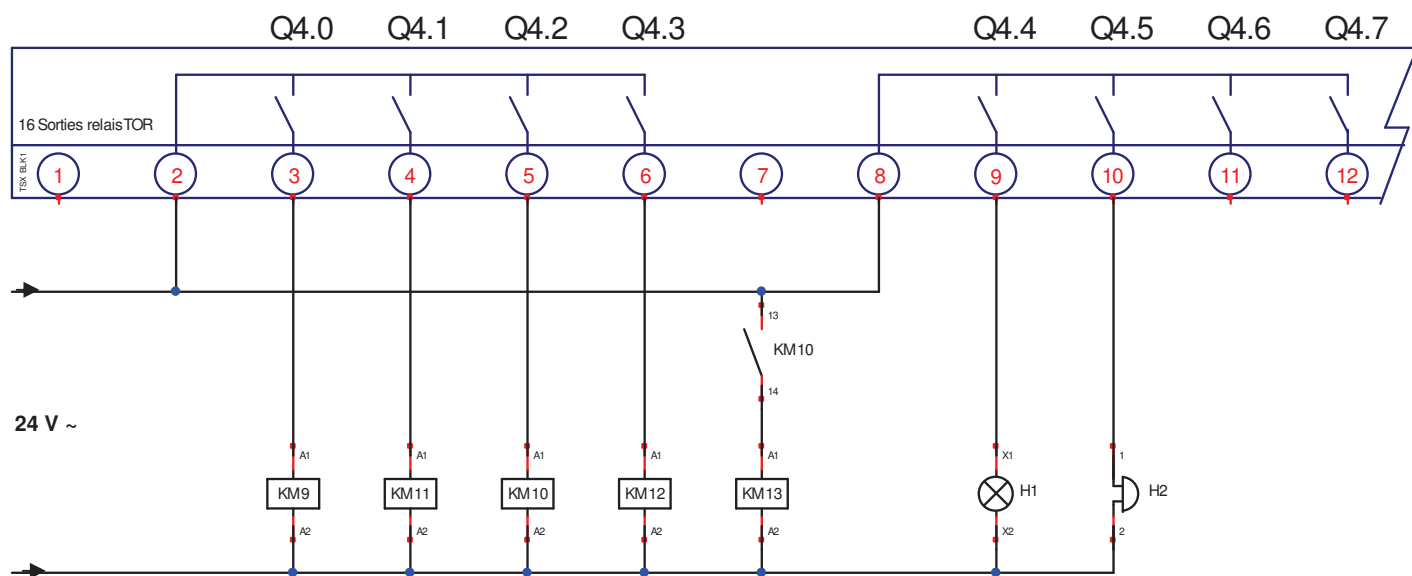 Q4.0 Q4.1 Q4.2 Q4.3 Q4.4 Q4.5 Q4.6 Q4.7
16 Sorties relais TOR
TSX BLK1
1 2 3 4 5 6 7 8 9 10 11 12
13
KM10
14
24 V ~
A1 A1 A1 A1 A1 X1 1
KM9 KM11 KM10 KM12 KM13 H1 H2
A2 A2 A2 A2 A2 X2 2